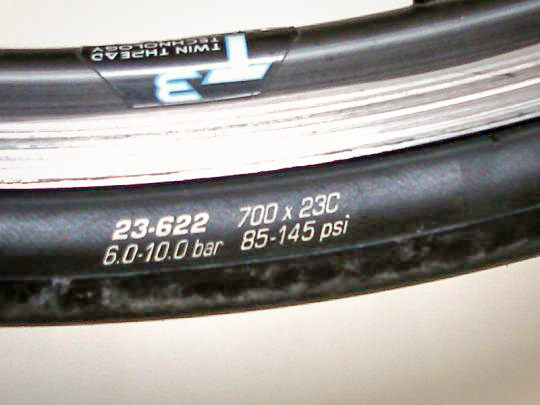 TWIN THREAD
TECHNOLOGY
T3
23-622 700 x 23C
6.0-10.0 bar 85-145 psi